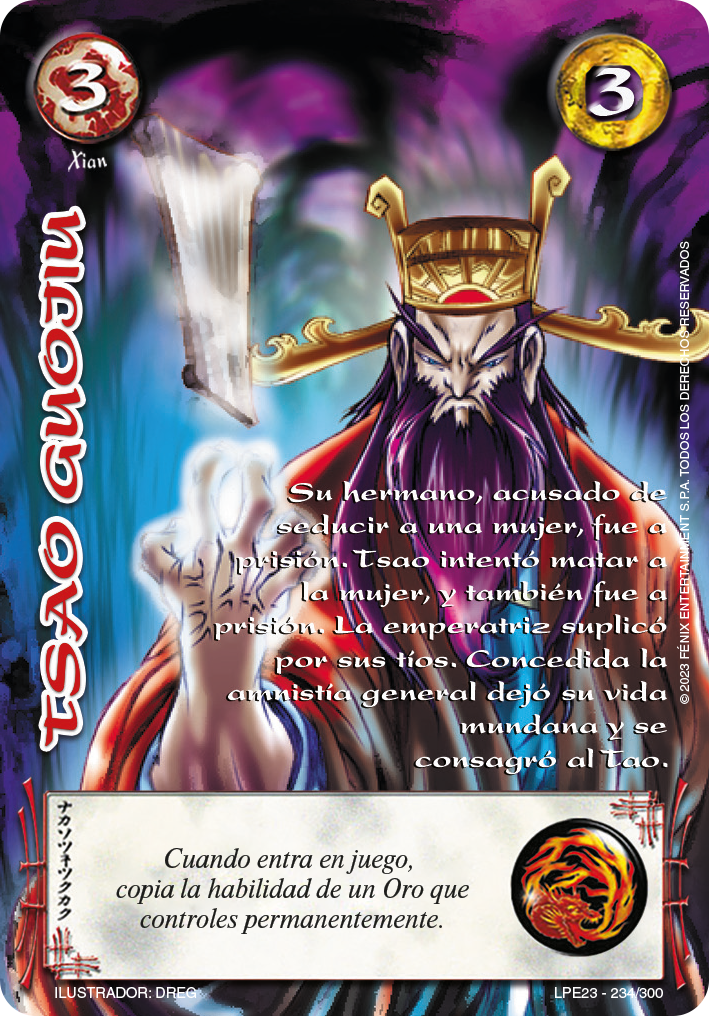 3
3
Xian
TSAO GUOJIU
Su hermano, acusado de
seducir a una mujer, fue a
prisión. Tsao intentó matar a
la mujer, y también fue a
prisión. La emperatriz suplicó
por sus tíos. Concedida la
amnistía general dejó su vida
mundana y se
consagró al Tao.
© 2023 FÉNIX ENTERTAINMENT S.P.A. TODOS LOS DERECHOS RESERVADOS
ナカソツォツクカク
Cuando entra en juego,
copia la habilidad de un Oro que
controles permanentemente.
ILUSTRADOR: DREG
LPE23 - 234/300